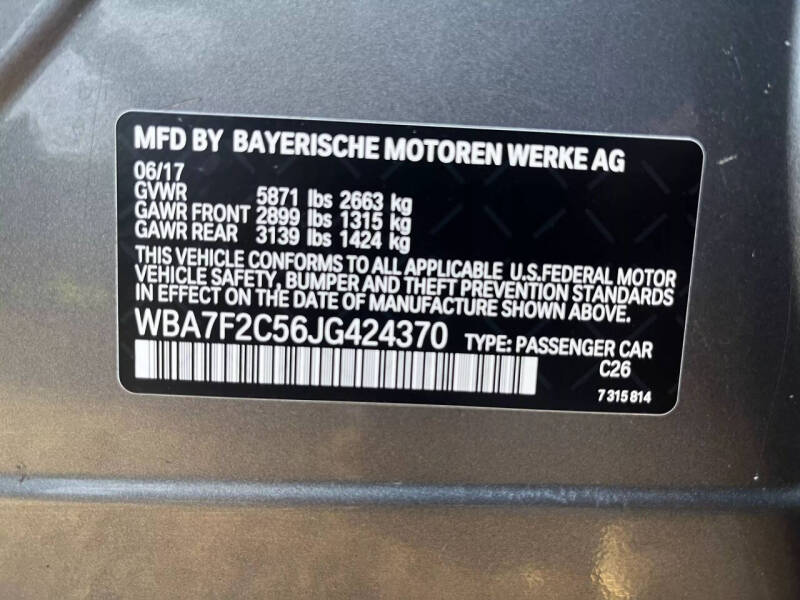 MFD BY BAYERISCHE MOTOREN WERKE AG
06/17
GVWR 5871 lbs 2663 kg
GAWR FRONT 2899 lbs 1315 kg
GAWR REAR 3139 lbs 1424 kg
THIS VEHICLE CONFORMS TO ALL APPLICABLE U.S.FEDERAL MOTOR
VEHICLE SAFETY, BUMPER AND THEFT PREVENTION STANDARDS
IN EFFECT ON THE DATE OF MANUFACTURE SHOWN ABOVE.
WBA7F2C56JG424370 TYPE: PASSENGER CAR
C26
7 315 814